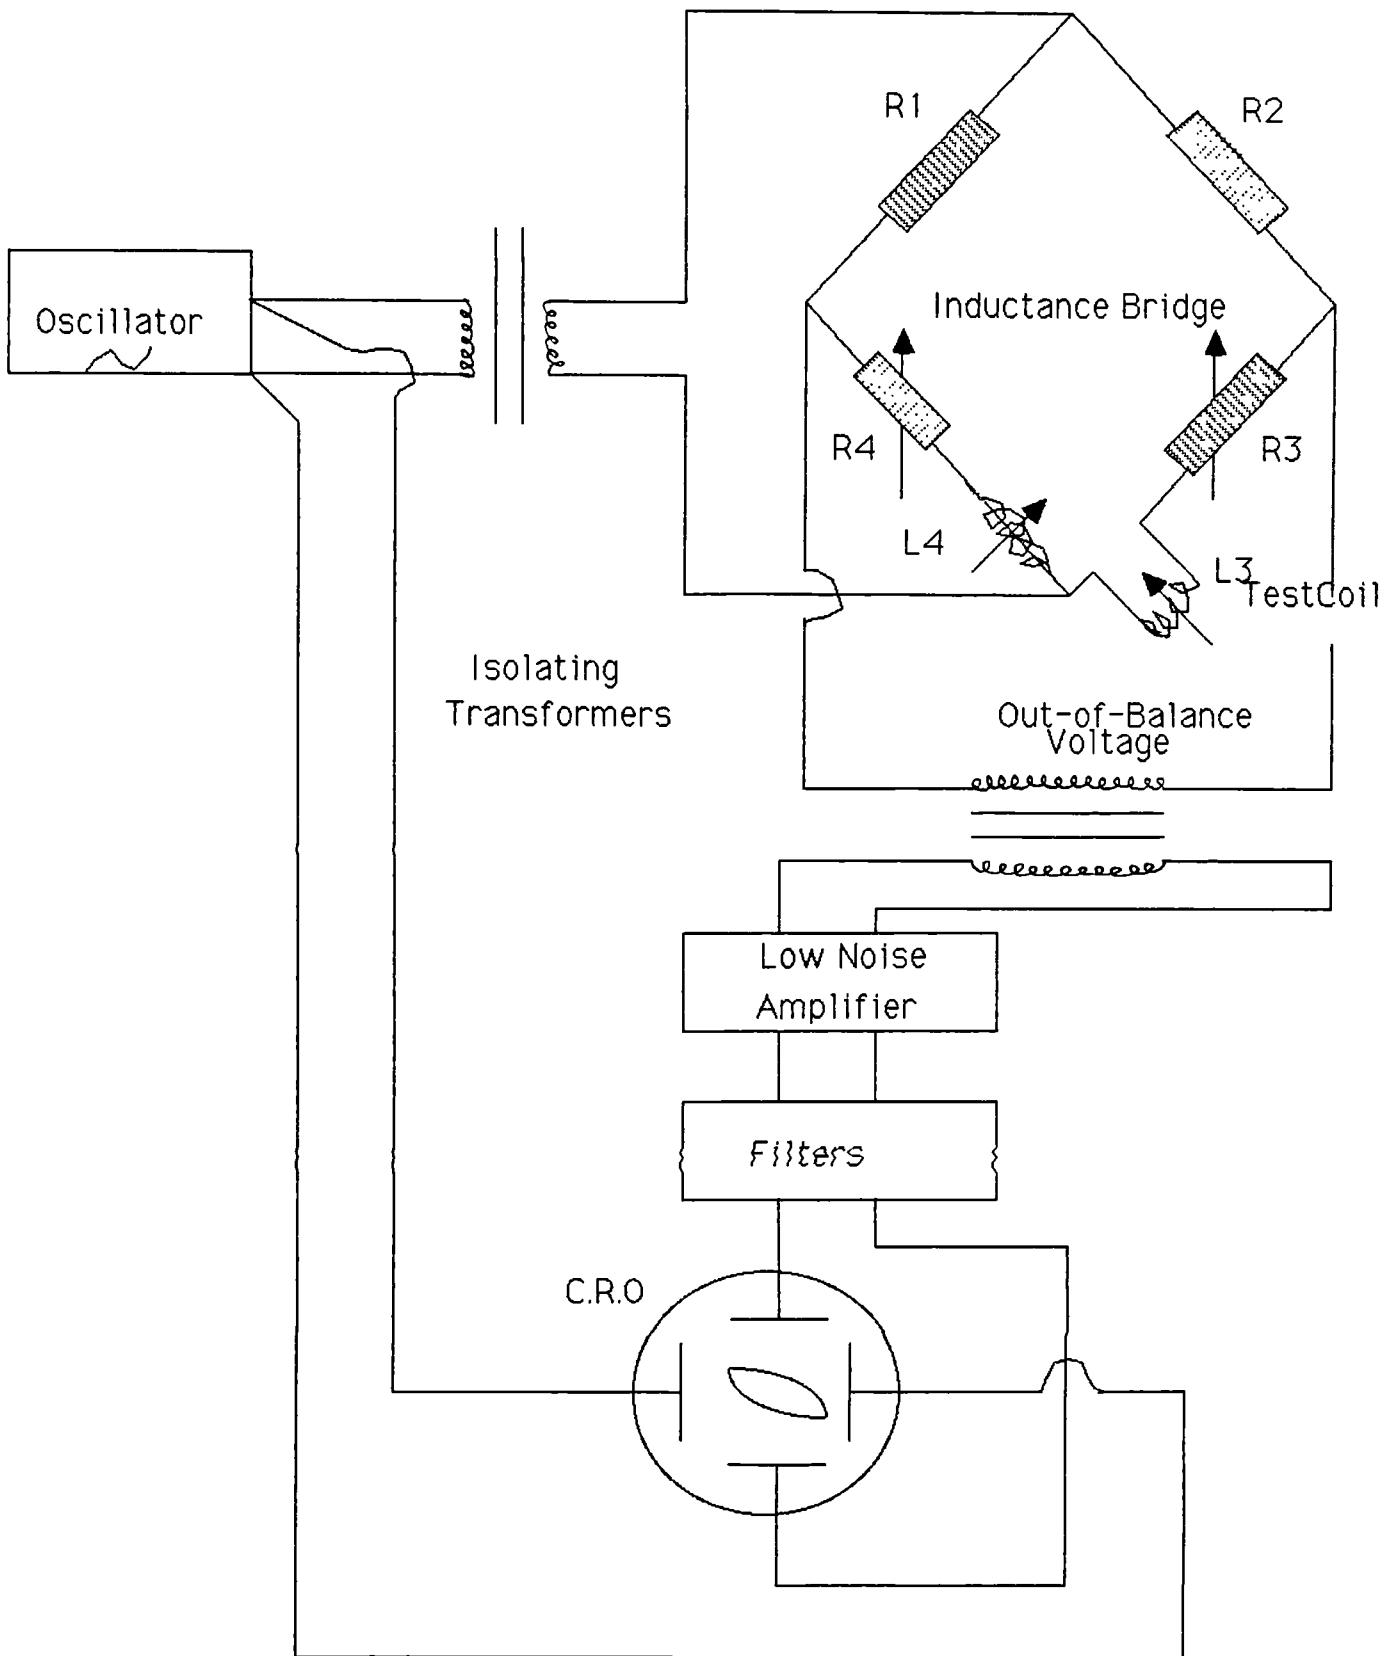 R1
R2
Oscillator
Inductance Bridge
R4
R3
L4
L3
TestCoil
Isolating
Transformers
Out-of-Balance
Voltage
Low Noise
Amplifier
Filters
C.R.O